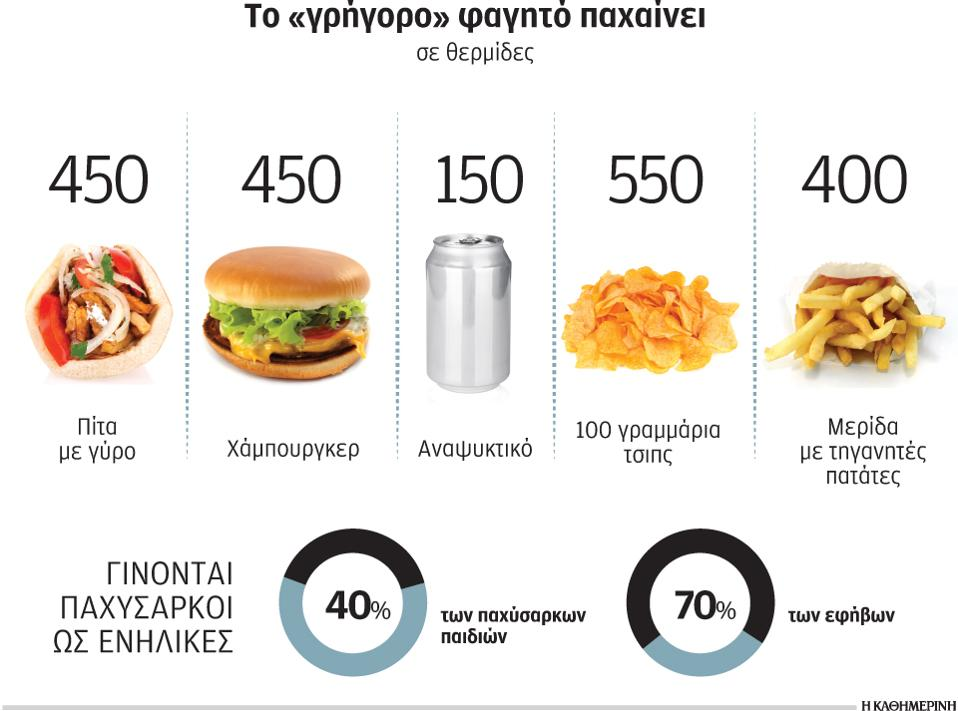 Το «γρήγορο» φαγητό παχαίνει
σε θερμίδες
450
450
150
550
400
Πίτα
με γύρο
Χάμπουργκερ
Αναψυκτικό
100 γραμμάρια
τσιπς
Μερίδα
με τηγανητές
πατάτες
ΓΙΝΟΝΤΑΙ
ΠΑΧΥΣΑΡΚΟΙ
ΩΣ ΕΝΗΛΙΚΕΣ
40%
των παχύσαρκων
παιδιών
70%
των εφήβων
Η ΚΑΘΗΜΕΡΙΝΗ